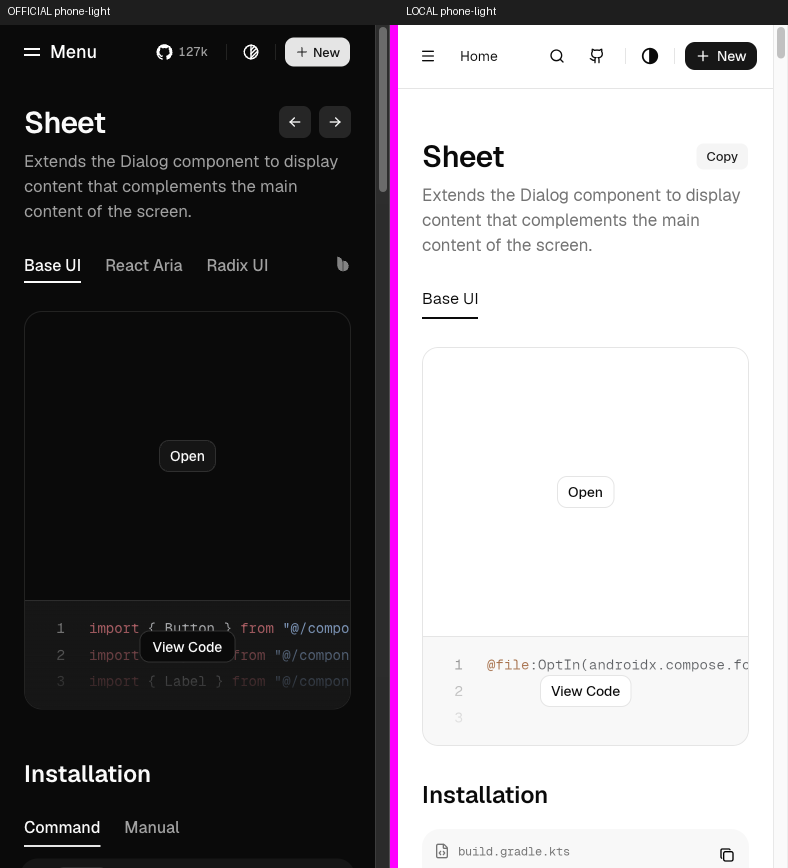 OFFICIAL phone-light
Menu
127k
New
Sheet
Extends the Dialog component to display
content that complements the main
content of the screen.
Base UI
React Aria
Radix UI
Open
1 import { Button } from "@/compo
2 import from "@/compon
3 import { Label } from "@/compon
View Code
Installation
Command
Manual
LOCAL phone-light
Home
New
Sheet
Copy
Extends the Dialog component to display
content that complements the main
content of the screen.
Base UI
Open
1 @file:OptIn(androidx.compose.fo
2
3
View Code
Installation
build.gradle.kts